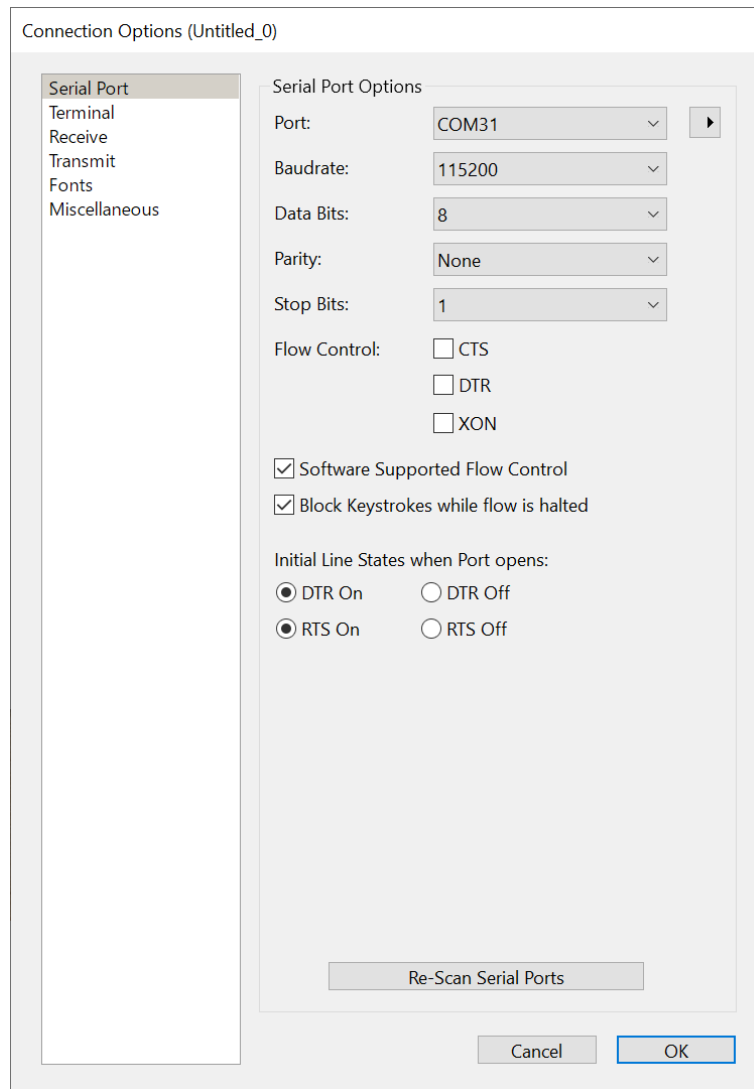 Connection Options (Untitled_0)
Serial Port
Terminal
Receive
Transmit
Fonts
Miscellaneous
Serial Port Options
Port: COM31
Baudrate: 115200
Data Bits: 8
Parity: None
Stop Bits: 1
Flow Control: CTS
DTR
XON
Software Supported Flow Control
Block Keystrokes while flow is halted
Initial Line States when Port opens:
DTR On DTR Off
RTS On RTS Off
Re-Scan Serial Ports
Cancel OK